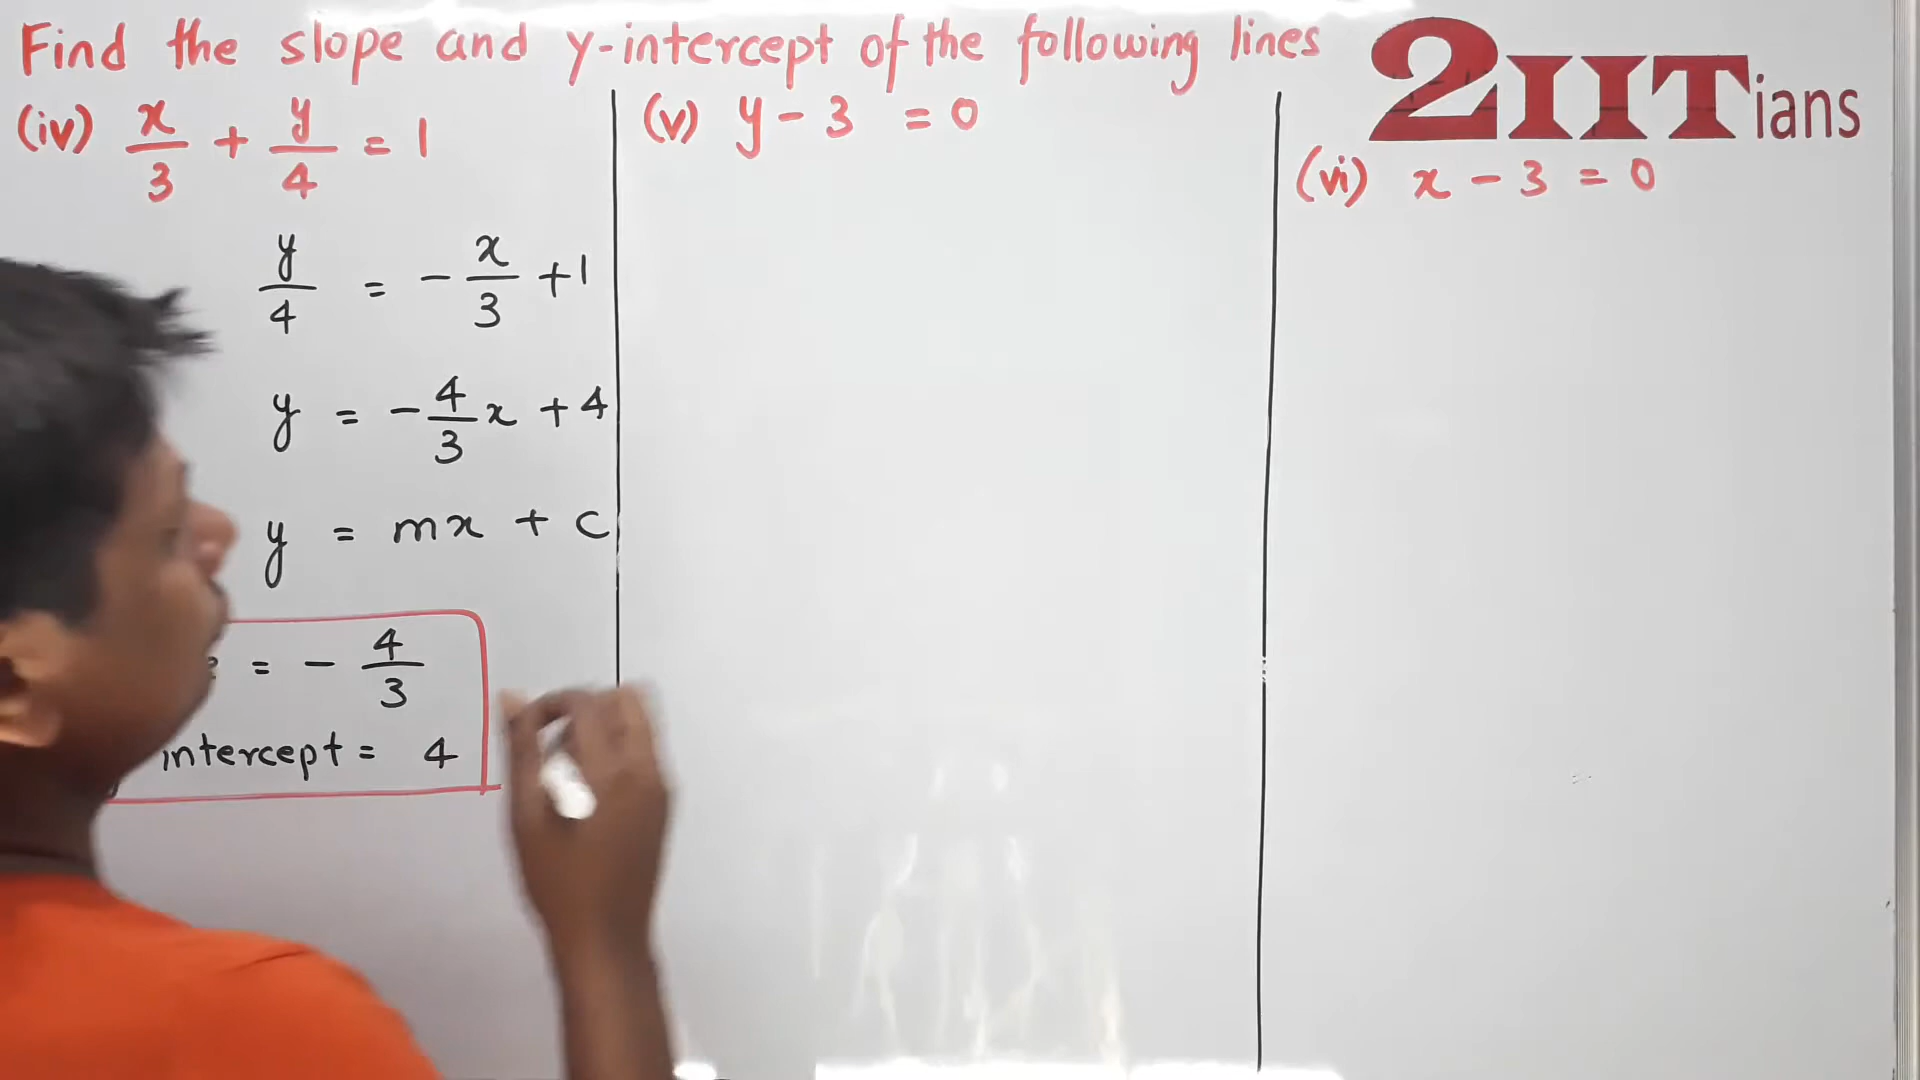 Find the slope and y-intercept of the following lines
2IITians
(iv) x/3 + y/4 = 1
y/4 = - x/3 + 1
y = - 4/3 x + 4
y = mx + c
= - 4/3
intercept = 4
(v) y - 3 = 0
(vi) x - 3 = 0